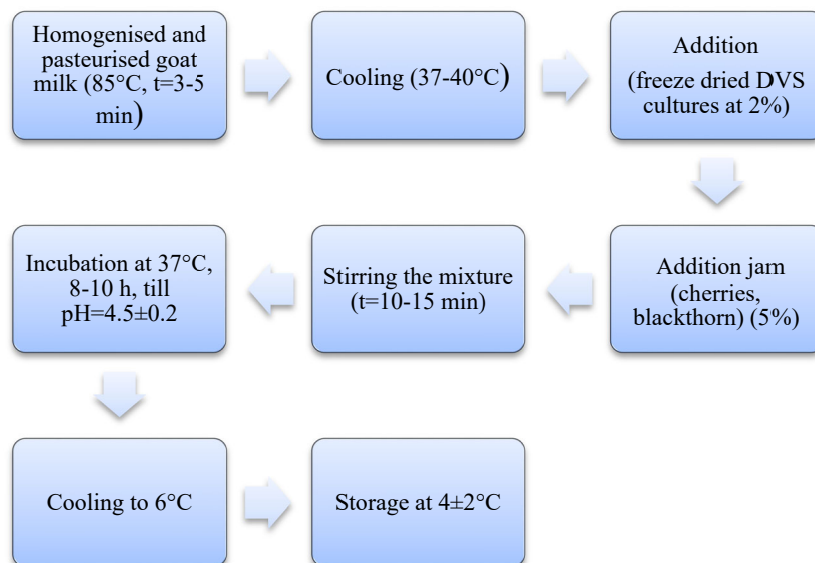 Homogenised and
pasteurised goat
milk (85°C, t=3-5
min)
Cooling (37-40°C)
Addition
(freeze dried DVS
cultures at 2%)
Addition jam
(cherries,
blackthorn) (5%)
Stirring the mixture
(t=10-15 min)
Incubation at 37°C,
8-10 h, till
pH=4.5±0.2
Cooling to 6°C
Storage at 4±2°C